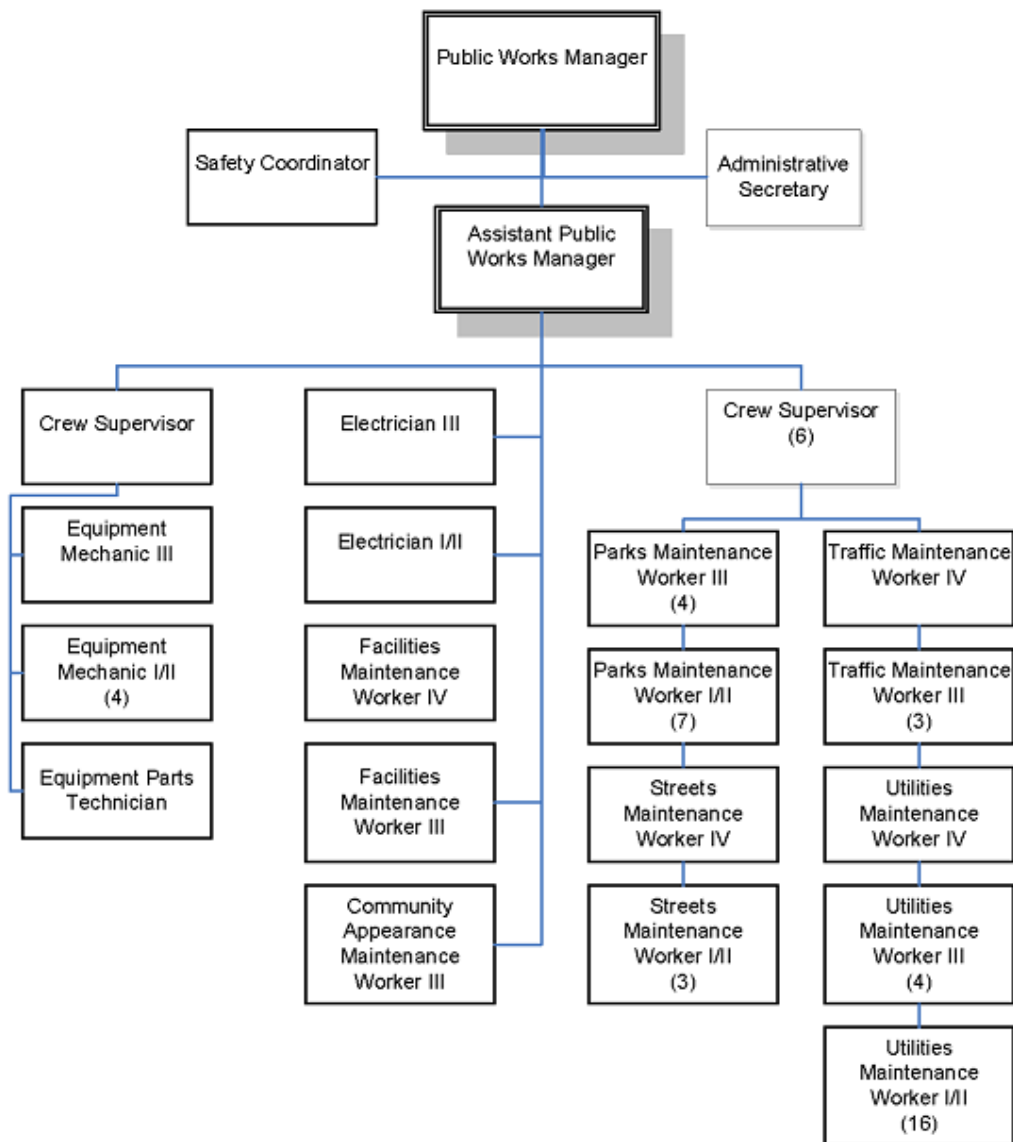 Public Works Manager
Safety Coordinator
Administrative
Secretary
Assistant Public
Works Manager
Crew Supervisor
Equipment
Mechanic III
Equipment
Mechanic I/II
(4)
Equipment Parts
Technician
Electrician III
Electrician I/II
Facilities
Maintenance
Worker IV
Facilities
Maintenance
Worker III
Community
Appearance
Maintenance
Worker III
Crew Supervisor
(6)
Parks Maintenance
Worker III
(4)
Parks Maintenance
Worker I/II
(7)
Streets
Maintenance
Worker IV
Streets
Maintenance
Worker I/II
(3)
Traffic Maintenance
Worker IV
Traffic Maintenance
Worker III
(3)
Utilities
Maintenance
Worker IV
Utilities
Maintenance
Worker III
(4)
Utilities
Maintenance
Worker I/II
(16)